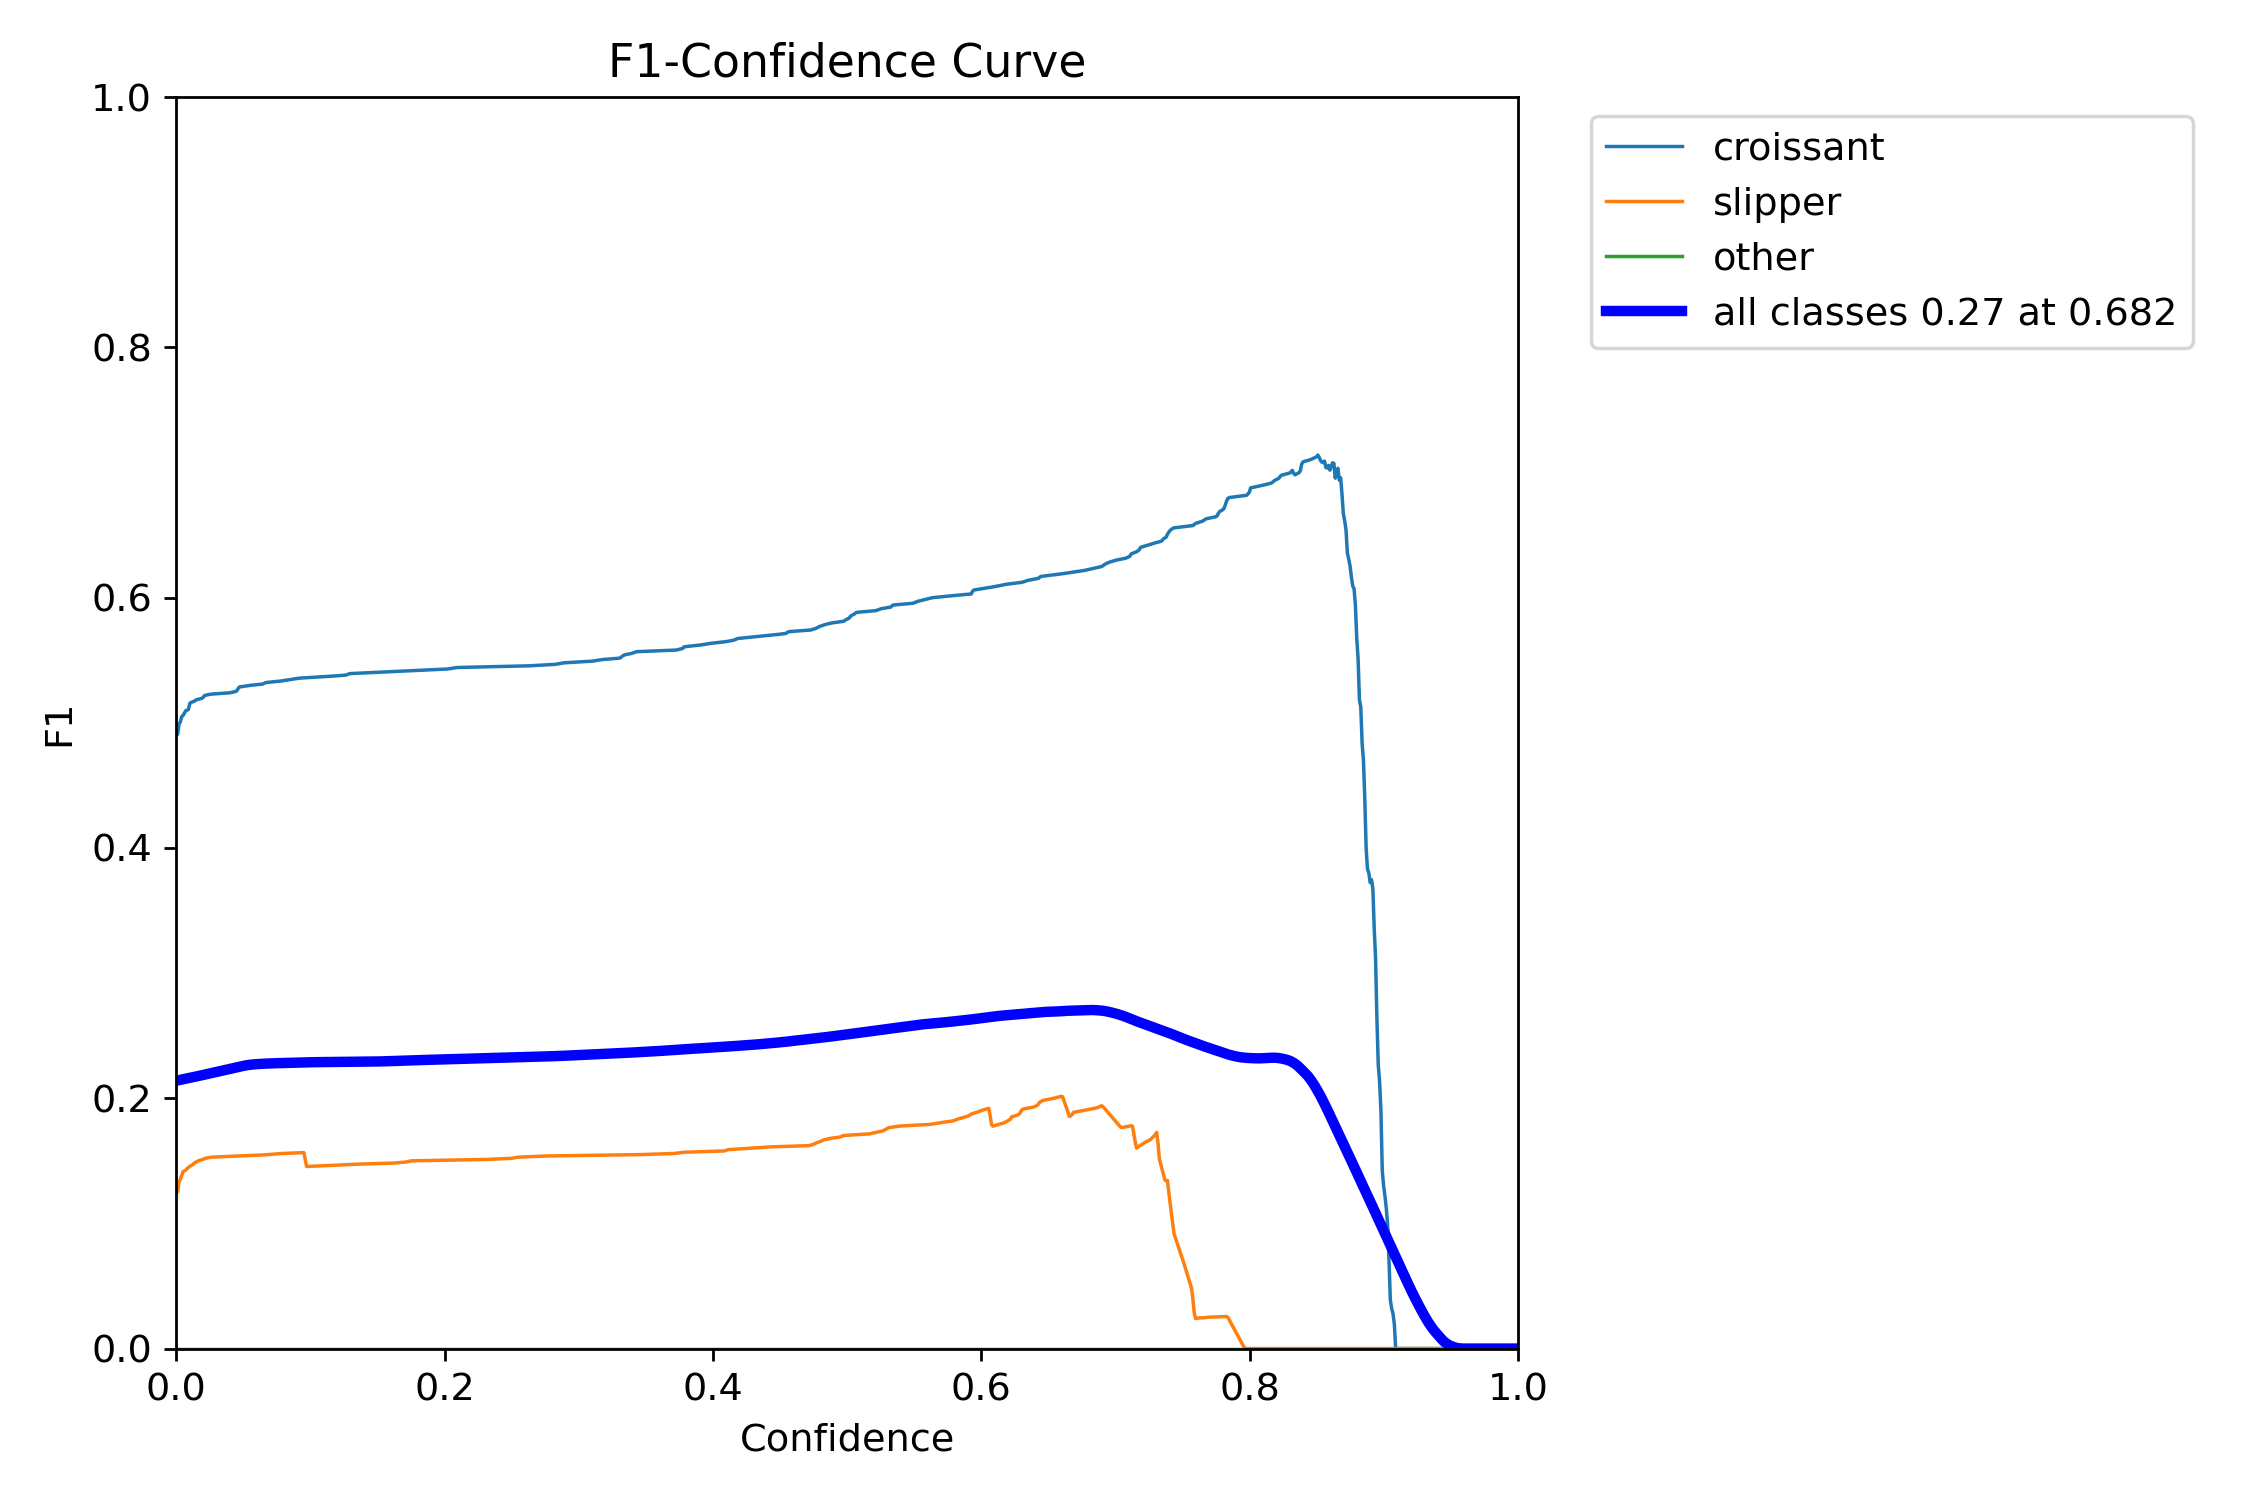 F1-Confidence Curve
1.0
0.8
0.6
0.4
0.2
0.0
F1
0.0 0.2 0.4 0.6 0.8 1.0
Confidence
croissant
slipper
other
all classes 0.27 at 0.682